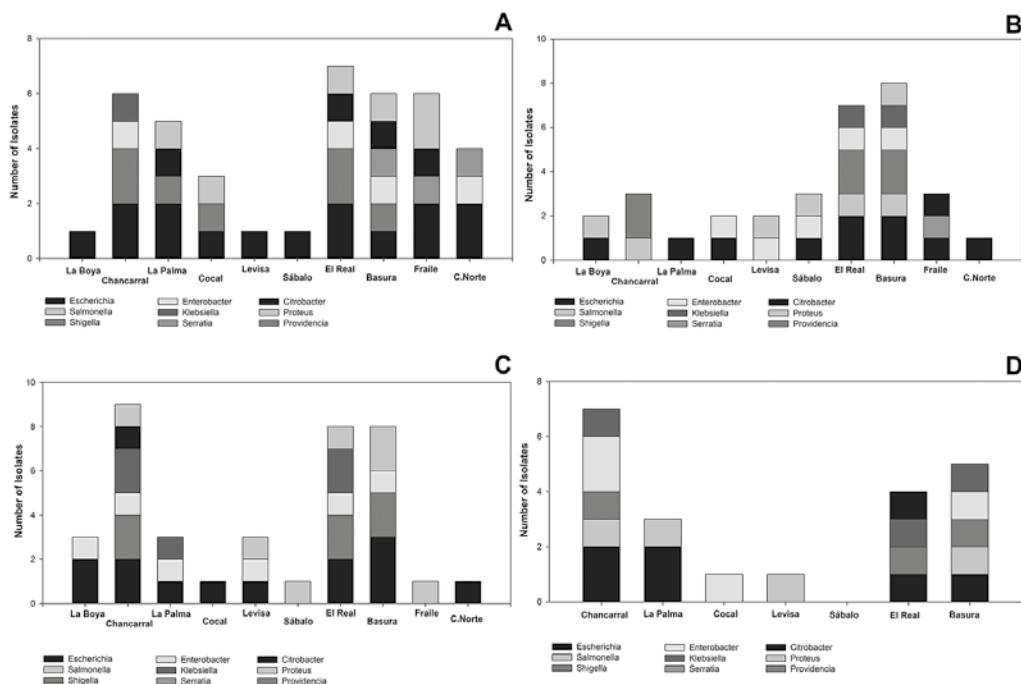 A
Number of Isolates
8
6
4
2
0
La Boya
Chancarral
La Palma
Cocal
Levisa
Sábalo
El Real
Basura
Fraile
C.Norte
Escherichia
Salmonella
Shigella
Enterobacter
Klebsiella
Serratia
Citrobacter
Proteus
Providencia
B
Number of Isolates
10
8
6
4
2
0
La Boya
Chancarral
La Palma
Cocal
Levisa
Sábalo
El Real
Basura
Fraile
C.Norte
Escherichia
Salmonella
Shigella
Enterobacter
Klebsiella
Serratia
Citrobacter
Proteus
Providencia
C
Number of Isolates
10
8
6
4
2
0
La Boya
Chancarral
La Palma
Cocal
Levisa
Sábalo
El Real
Basura
Fraile
C.Norte
Escherichia
Salmonella
Shigella
Enterobacter
Klebsiella
Serratia
Citrobacter
Proteus
Providencia
D
Number of Isolates
8
6
4
2
0
Chancarral
La Palma
Cocal
Levisa
Sábalo
El Real
Basura
Escherichia
Salmonella
Shigella
Enterobacter
Klebsiella
Serratia
Citrobacter
Proteus
Providencia